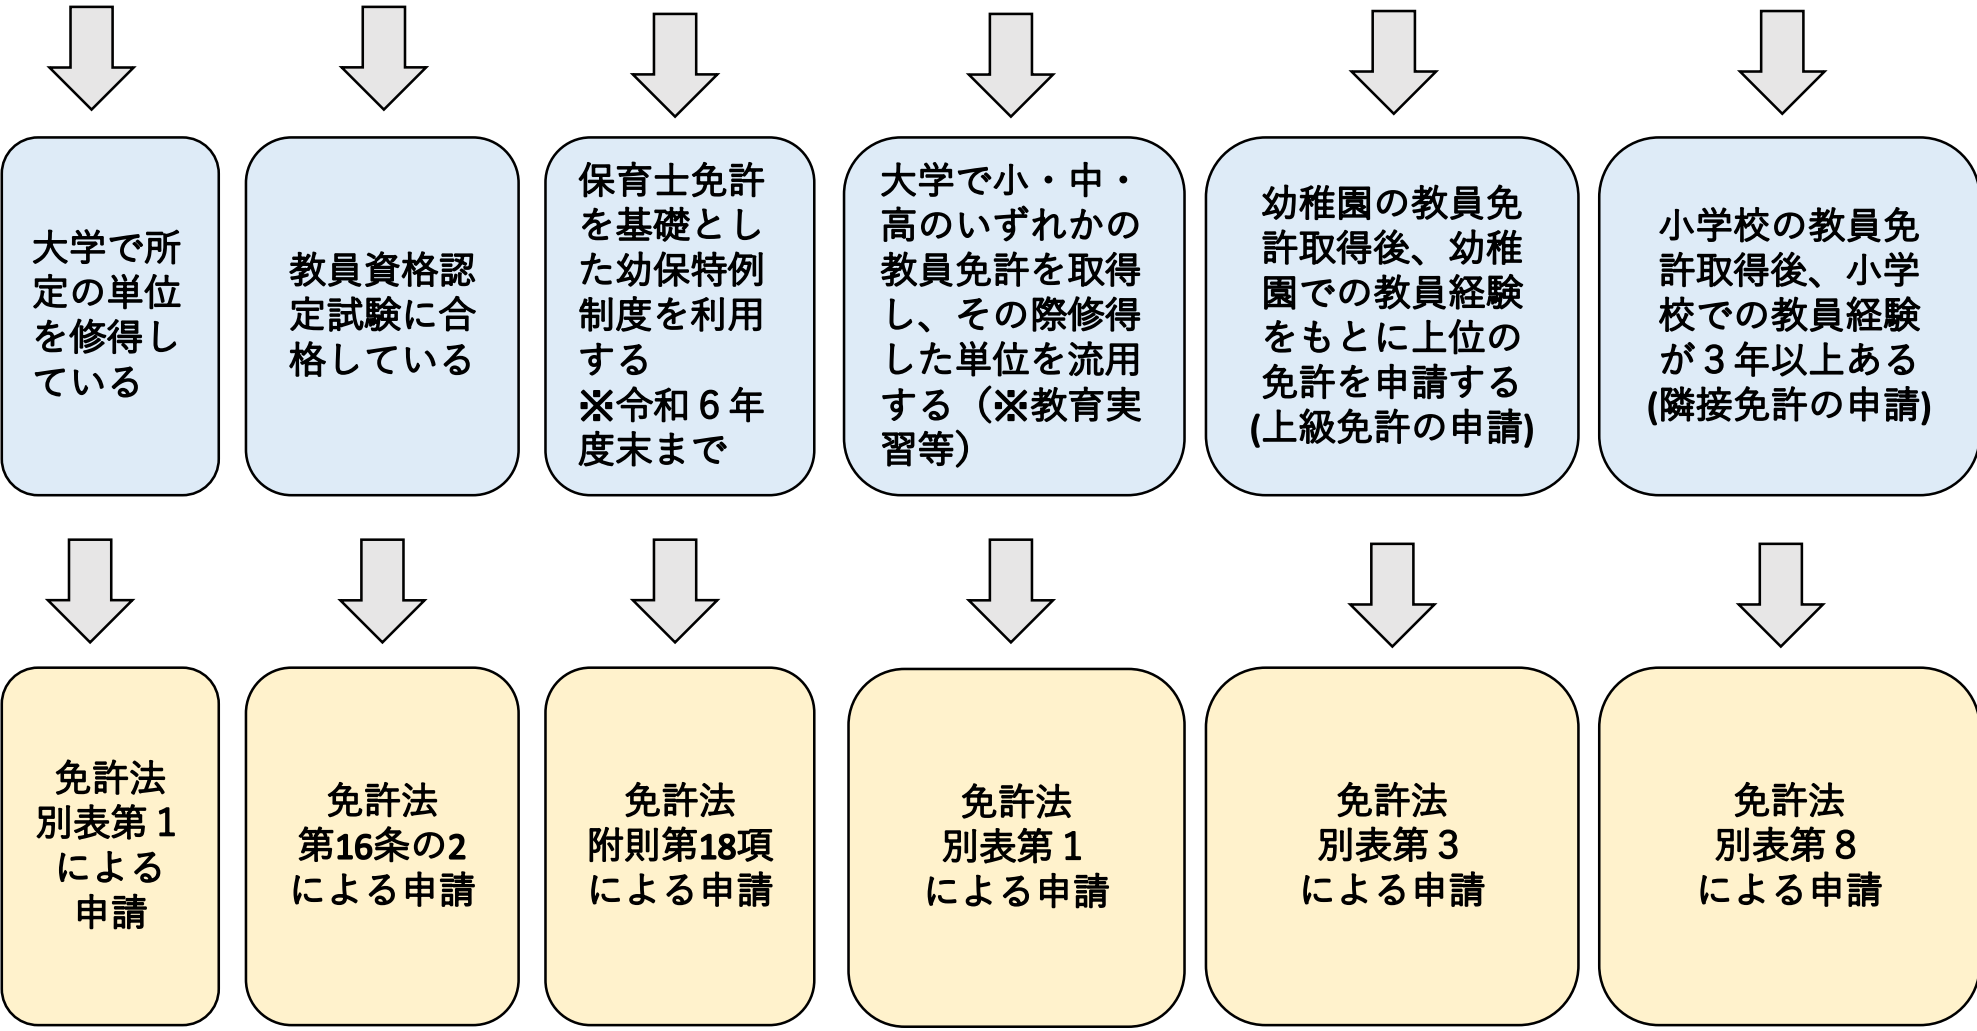 大学で所
定の単位
を修得し
ている
教員資格認
定試験に合
格している
保育士免許
を基礎とし
た幼保特例
制度を利用
する
※令和６年
度末まで
大学で小・中・
高のいずれかの
教員免許を取得
し、その際修得
した単位を流用
する（※教育実
習等）
幼稚園の教員免
許取得後、幼稚
園での教員経験
をもとに上位の
免許を申請する
(上級免許の申請)
小学校の教員免
許取得後、小学
校での教員経験
が３年以上ある
(隣接免許の申請)
免許法
別表第１
による
申請
免許法
第16条の2
による申請
免許法
附則第18項
による申請
免許法
別表第１
による申請
免許法
別表第３
による申請
免許法
別表第８
による申請